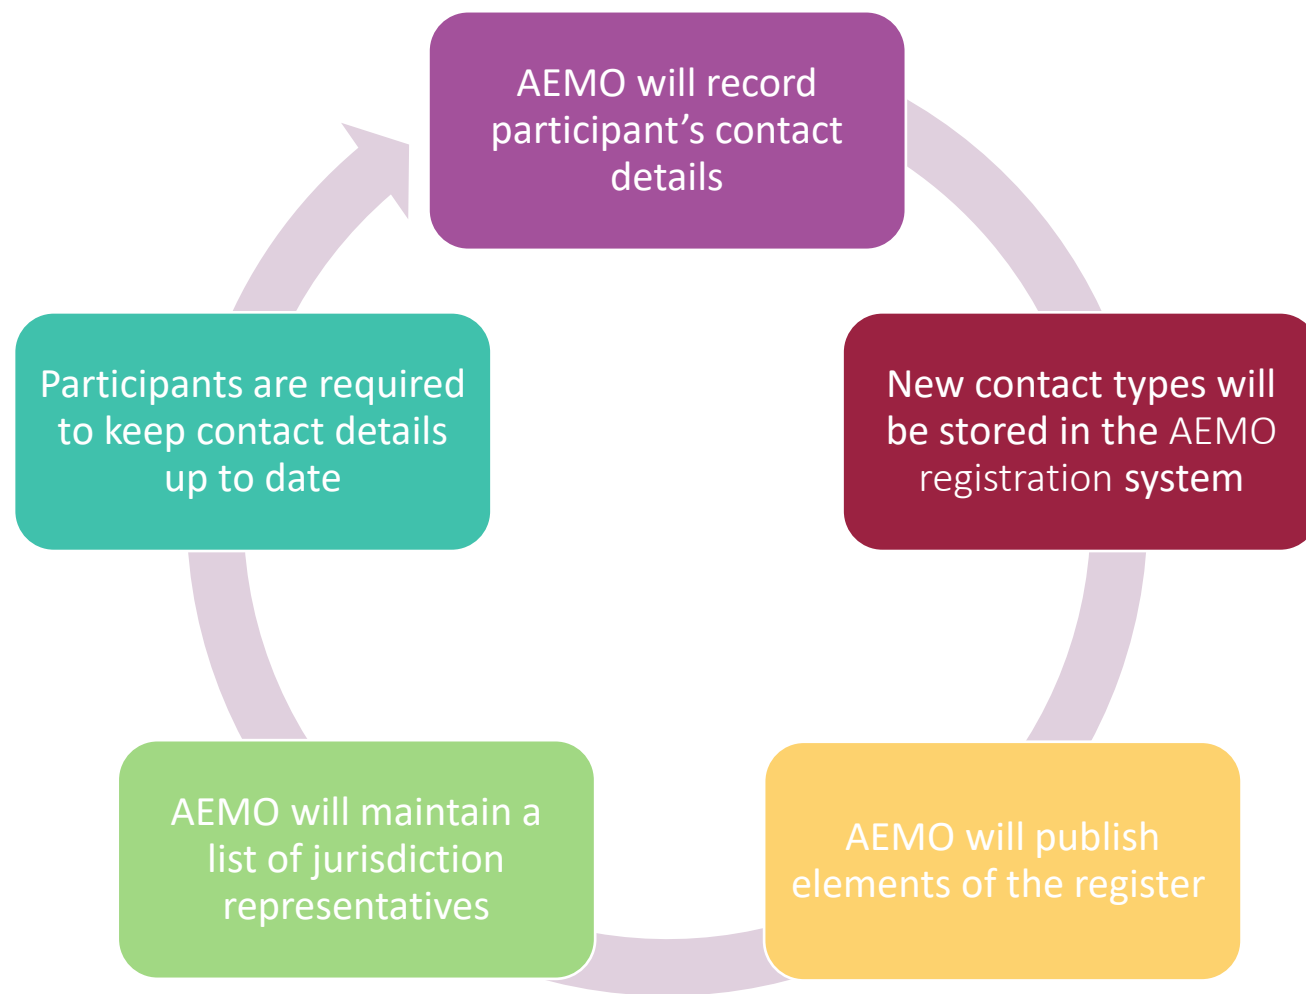 AEMO will record
participant’s contact
details
New contact types will
be stored in the AEMO
registration system
AEMO will publish
elements of the register
AEMO will maintain a
list of jurisdiction
representatives
Participants are required
to keep contact details
up to date